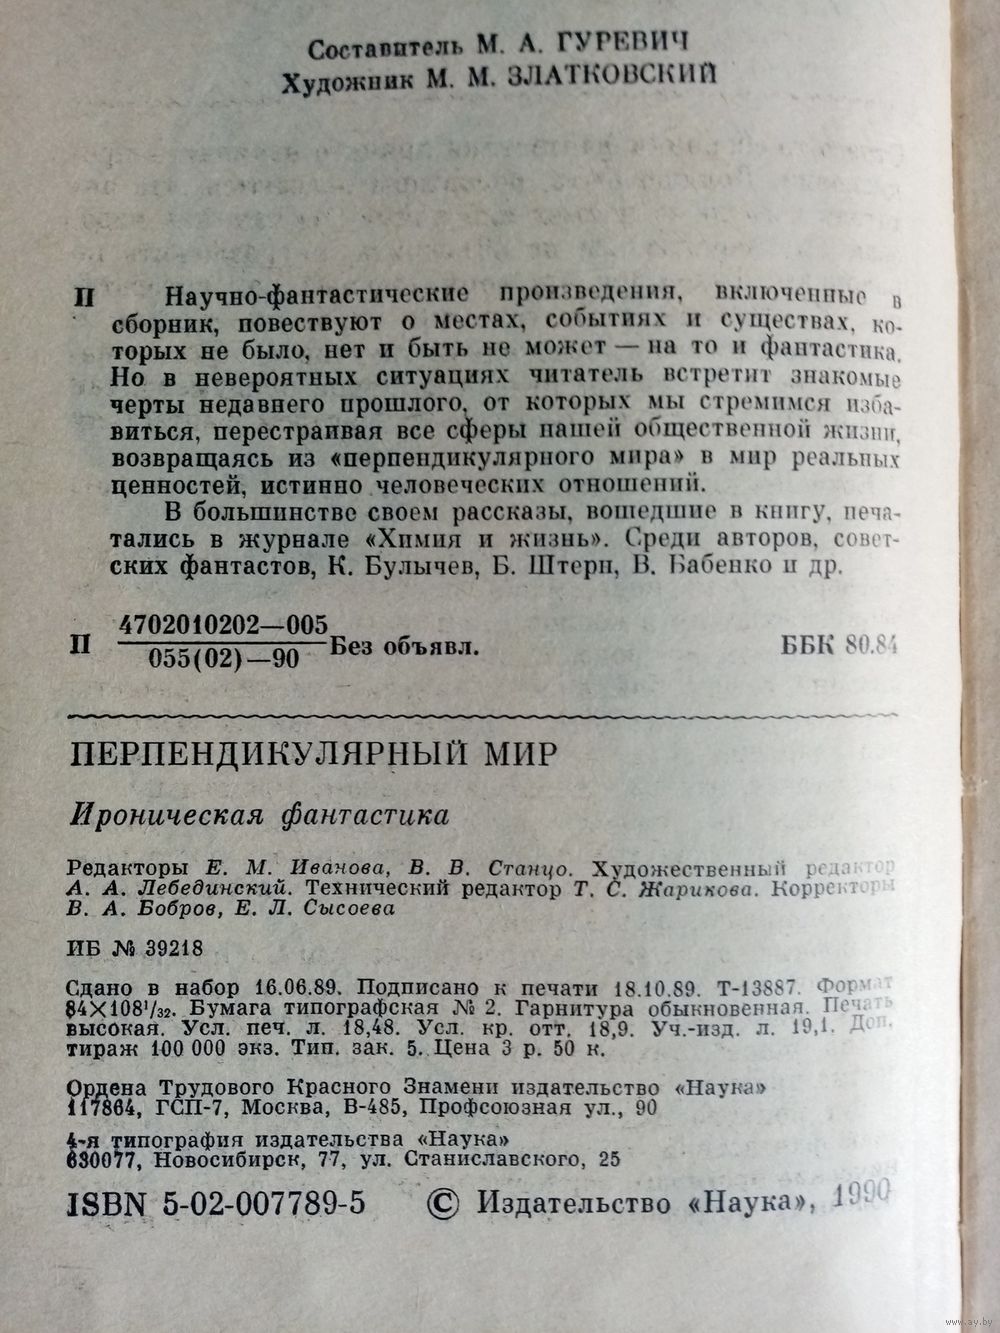 Составитель М. А. ГУРЕВИЧ
Художник М. М. ЗЛАТКОВСКИЙ
П Научно-фантастические произведения, включенные в
сборник, повествуют о местах, событиях и существах, ко-
торых не было, нет и быть не может — на то и фантастика.
Но в невероятных ситуациях читатель встретит знакомые
черты недавнего прошлого, от которых мы стремимся изба-
виться, перестраивая все сферы нашей общественной жизни,
возвращаясь из «перпендикулярного мира» в мир реальных
ценностей, истинно человеческих отношений.
В большинстве своем рассказы, вошедшие в книгу, печа-
тались в журнале «Химия и жизнь». Среди авторов, совет-
ских фантастов, К. Булычев, Б. Штерн, В. Бабенко и др.
4702010202—005
П 055(02)—90 Без объявл. ББК 80.84
ПЕРПЕНДИКУЛЯРНЫЙ МИР
Ироническая фантастика
Редакторы Е. М. Иванова, В. В. Станцо. Художественный редактор
А. А. Лебединский. Технический редактор Т. С. Жарикова. Корректоры
В. А. Бобров, Е. Л. Сысоева
ИБ № 39218
Сдано в набор 16.06.89. Подписано к печати 18.10.89. Т-13887. Формат
84×108¹/₃₂. Бумага типографская № 2. Гарнитура обыкновенная. Печать
высокая. Усл. печ. л. 18,48. Усл. кр. отт. 18,9. Уч.-изд. л. 19,1. Доп.
тираж 100 000 экз. Тип. зак. 5. Цена 3 р. 50 к.
Ордена Трудового Красного Знамени издательство «Наука»
117864, ГСП-7, Москва, В-485, Профсоюзная ул., 90
4-я типография издательства «Наука»
630077, Новосибирск, 77, ул. Станиславского, 25
ISBN 5-02-007789-5 © Издательство «Наука», 1990
www.ay.by